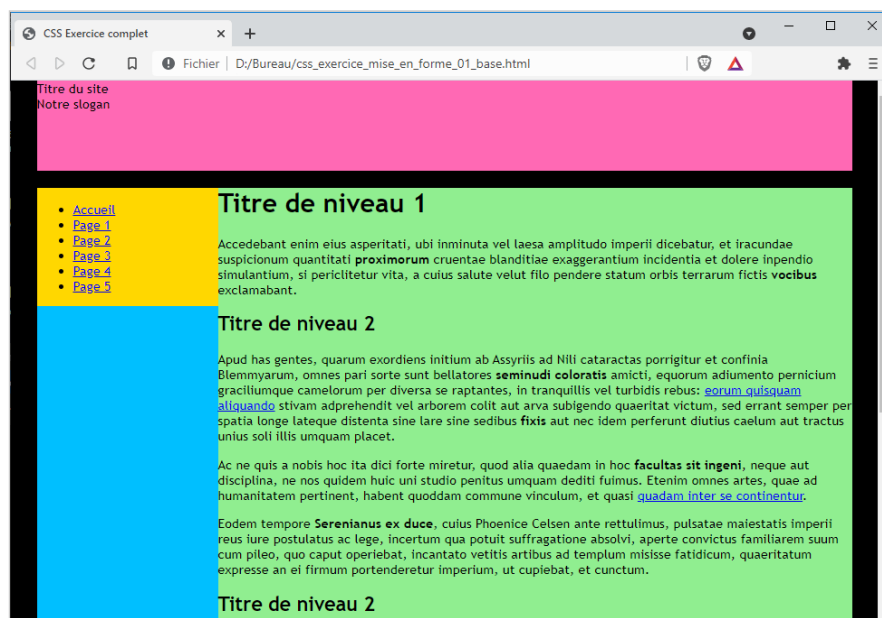 CSS Exercice complet
Fichier D:/Bureau/css_exercice_mise_en_forme_01_base.html
Titre du site
Notre slogan
Accueil
Page 1
Page 2
Page 3
Page 4
Page 5
Titre de niveau 1
Accedebant enim eius asperitati, ubi inminuta vel laesa amplitudo imperii dicebatur, et iracundae
suspicionum quantitati proximorum cruentae blanditiae exaggerantium incidentia et dolere inpendio
simulantium, si periclitetur vita, a cuius salute velut filo pendere statum orbis terrarum fictis vocibus
exclamabant.
Titre de niveau 2
Apud has gentes, quarum exordiens initium ab Assyriis ad Nili cataractas porrigitur et confinia
Blemmyarum, omnes pari sorte sunt bellatores seminudi coloratis amicti, equorum adiumento pernicium
graciliumque camelorum per diversa se raptantes, in tranquillis vel turbidis rebus: eorum quisquam
aliquando stivam adprehendit vel arborem colit aut arva subigendo quaeritat victum, sed errant semper per
spatia longe lateque distenta sine lare sine sedibus fixis aut nec idem perferunt diutius caelum aut tractus
unius soli illis umquam placet.
Ac ne quis a nobis hoc ita dici forte miretur, quod alia quaedam in hoc facultas sit ingeni, neque aut
disciplina, ne nos quidem huic uni studio penitus umquam dediti fuimus. Etenim omnes artes, quae ad
humanitatem pertinent, habent quoddam commune vinculum, et quasi quadam inter se continentur.
Eodem tempore Serenianus ex duce, cuius Phoenice Celsen ante rettulimus, pulsatae maiestatis imperii
reus iure postulatus ac lege, incertum qua potuit suffragatione absolvi, aperte convictus familiarem suum
cum pileo, quo caput operiebat, incantato vetitis artibus ad templum misisse fatidicum, quaeritatum
expresse an ei firmum portenderetur imperium, ut cupiebat, et cunctum.
Titre de niveau 2